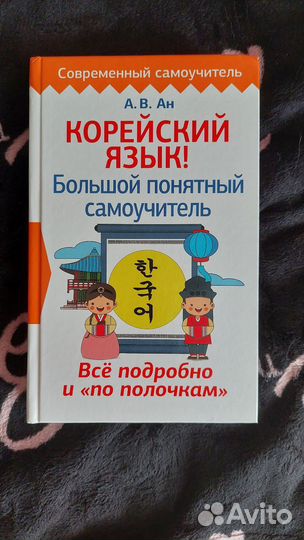 Современный самоучитель
А. В. Ан
КОРЕЙСКИЙ
ЯЗЫК!
Большой понятный
самоучитель
한국어
Всё подробно
и «по полочкам»
Avito